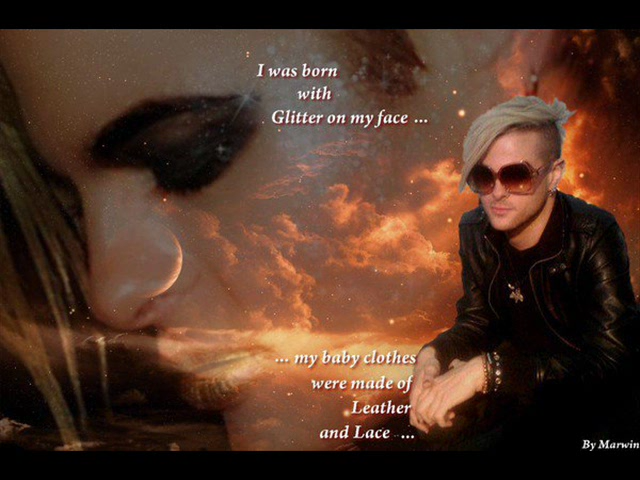 I was born
with
Glitter on my face ...
... my baby clothes
were made of
Leather
and Lace ...
By Marwin